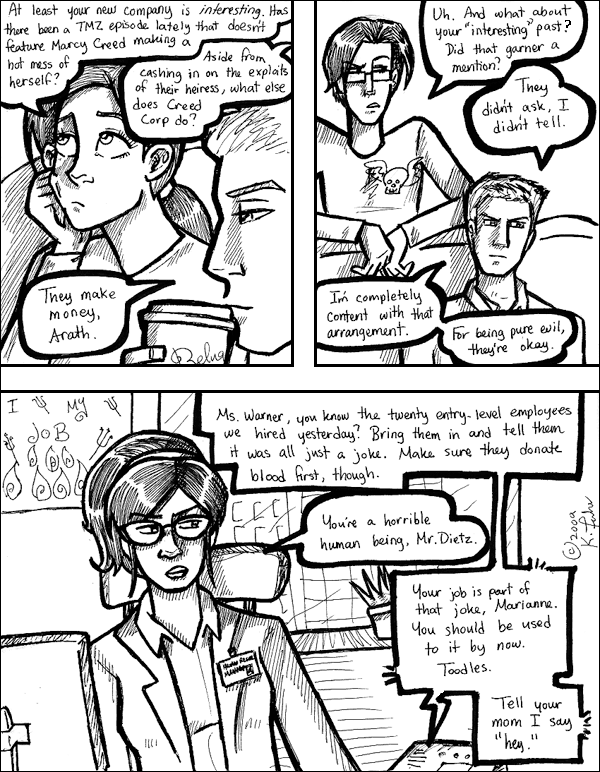 At least your new company is interesting. Has
there been a TMZ episode lately that doesn't
feature Marcy Creed making a
hot mess of
herself?
Aside from
cashing in on the exploits
of their heiress, what else
does Creed
Corp do?
They make
money,
Arath.
Beluga
Uh. And what about
your "interesting" past?
Did that garner a
mention?
They
didn't ask, I
didn't tell.
I'm completely
content with that
arrangement.
For being pure evil,
they're okay.
I My
JOB
Ms. Warner, you know the twenty entry-level employees
we hired yesterday? Bring them in and tell them
it was all just a joke. Make sure they donate
blood first, though.
You're a horrible
human being, Mr. Dietz.
Your job is part of
that joke, Marianne.
You should be used
to it by now.
Toodles.
Tell your
mom I say
"hey."
MANAGER